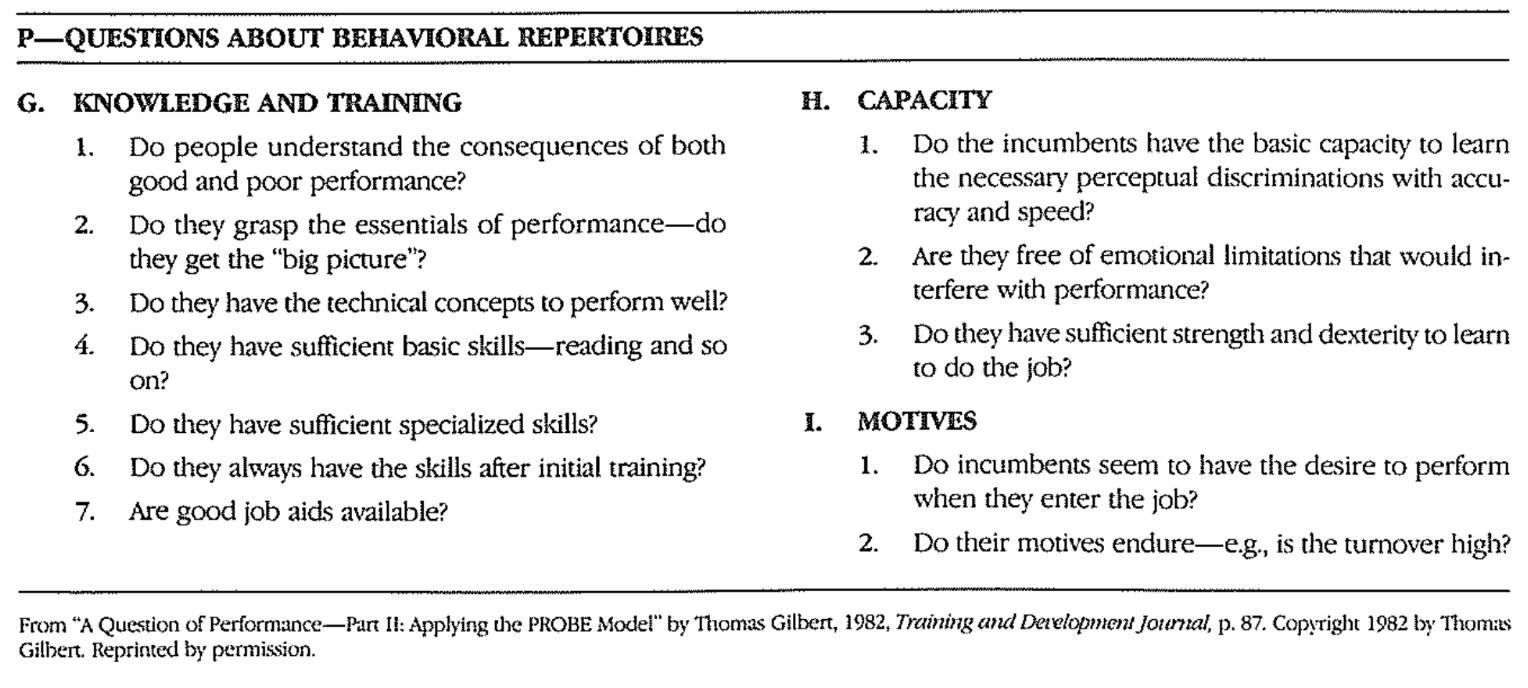 P—QUESTIONS ABOUT BEHAVIORAL REPERTOIRES
G. KNOWLEDGE AND TRAINING
1. Do people understand the consequences of both
good and poor performance?
2. Do they grasp the essentials of performance—do
they get the "big picture"?
3. Do they have the technical concepts to perform well?
4. Do they have sufficient basic skills—reading and so
on?
5. Do they have sufficient specialized skills?
6. Do they always have the skills after initial training?
7. Are good job aids available?
H. CAPACITY
1. Do the incumbents have the basic capacity to learn
the necessary perceptual discriminations with accu-
racy and speed?
2. Are they free of emotional limitations that would in-
terfere with performance?
3. Do they have sufficient strength and dexterity to learn
to do the job?
I. MOTIVES
1. Do incumbents seem to have the desire to perform
when they enter the job?
2. Do their motives endure—e.g., is the turnover high?
From "A Question of Performance—Part II: Applying the PROBE Model" by Thomas Gilbert, 1982, Training and Development Journal, p. 87. Copyright 1982 by Thomas
Gilbert. Reprinted by permission.